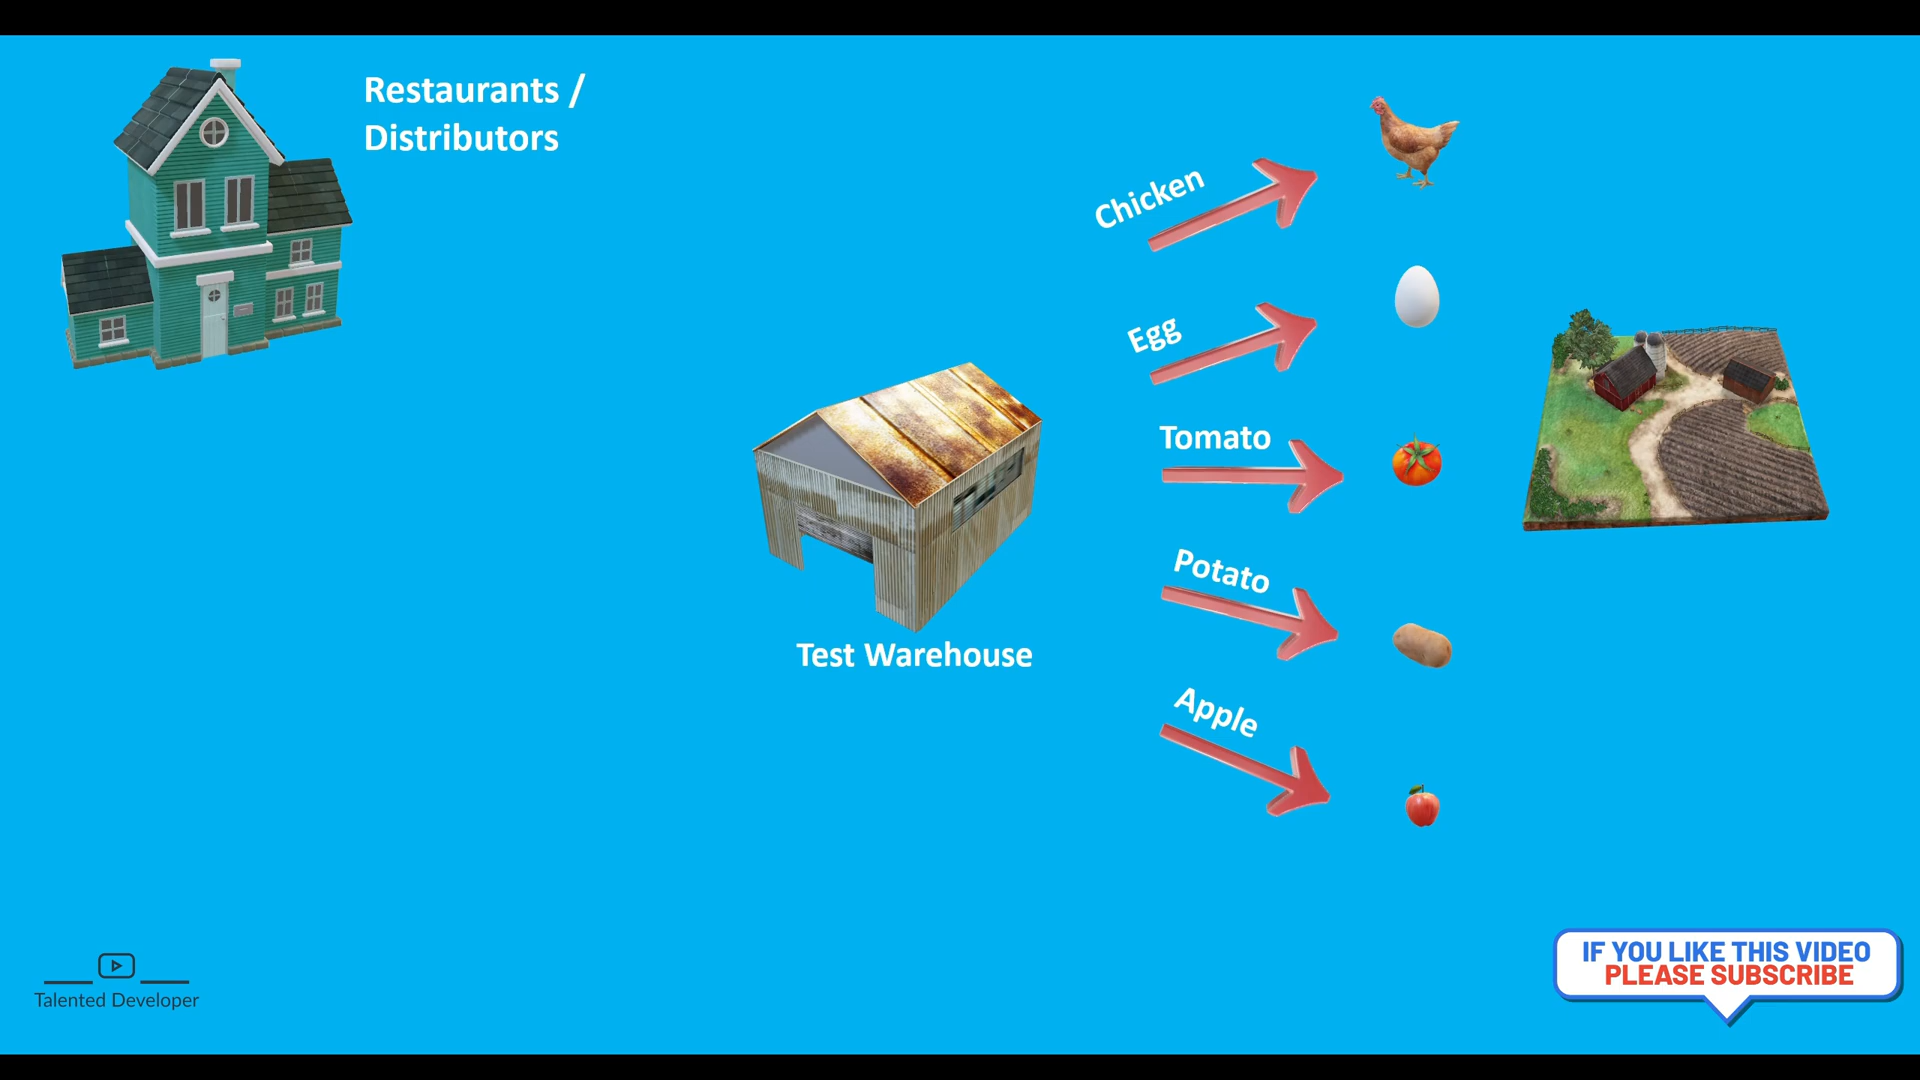 Restaurants /
Distributors
Chicken
Egg
Tomato
Potato
Test Warehouse
Apple
IF YOU LIKE THIS VIDEO
PLEASE SUBSCRIBE
Talented Developer